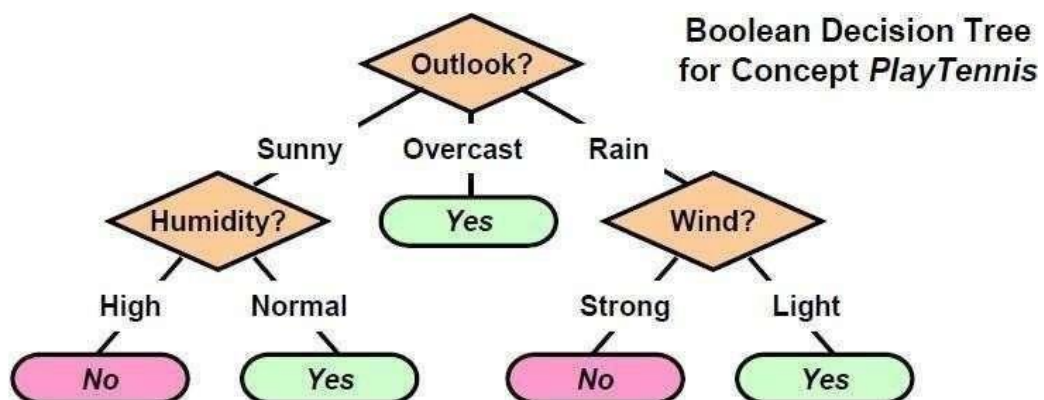 Boolean Decision Tree
for Concept PlayTennis
Outlook?
Sunny
Overcast
Rain
Humidity?
Yes
Wind?
High
Normal
Strong
Light
No
Yes
No
Yes